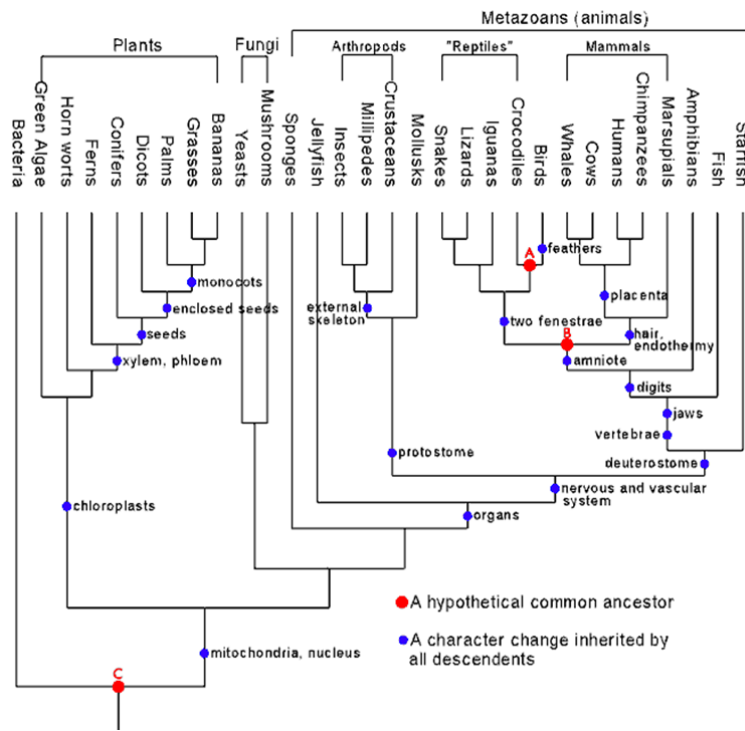 Metazoans (animals)
Plants
Fungi
Arthropods
"Reptiles"
Mammals
Bacteria
Green Algae
Horn worts
Ferns
Conifers
Dicots
Palms
Grasses
Bananas
Yeasts
Mushrooms
Sponges
Jellyfish
Insects
Millipedes
Crustaceans
Mollusks
Snakes
Lizards
Iguanas
Crocodiles
Birds
Whales
Cows
Humans
Chimpanzees
Marsupials
Amphibians
Fish
Starfish
feathers
A
monocots
placenta
enclosed seeds
external
skeleton
two fenestrae
seeds
B
hair,
endothermy
xylem, phloem
amniote
digits
jaws
vertebrae
protostome
deuterostome
nervous and vascular
system
chloroplasts
organs
A hypothetical common ancestor
A character change inherited by
all descendents
mitochondria, nucleus
C